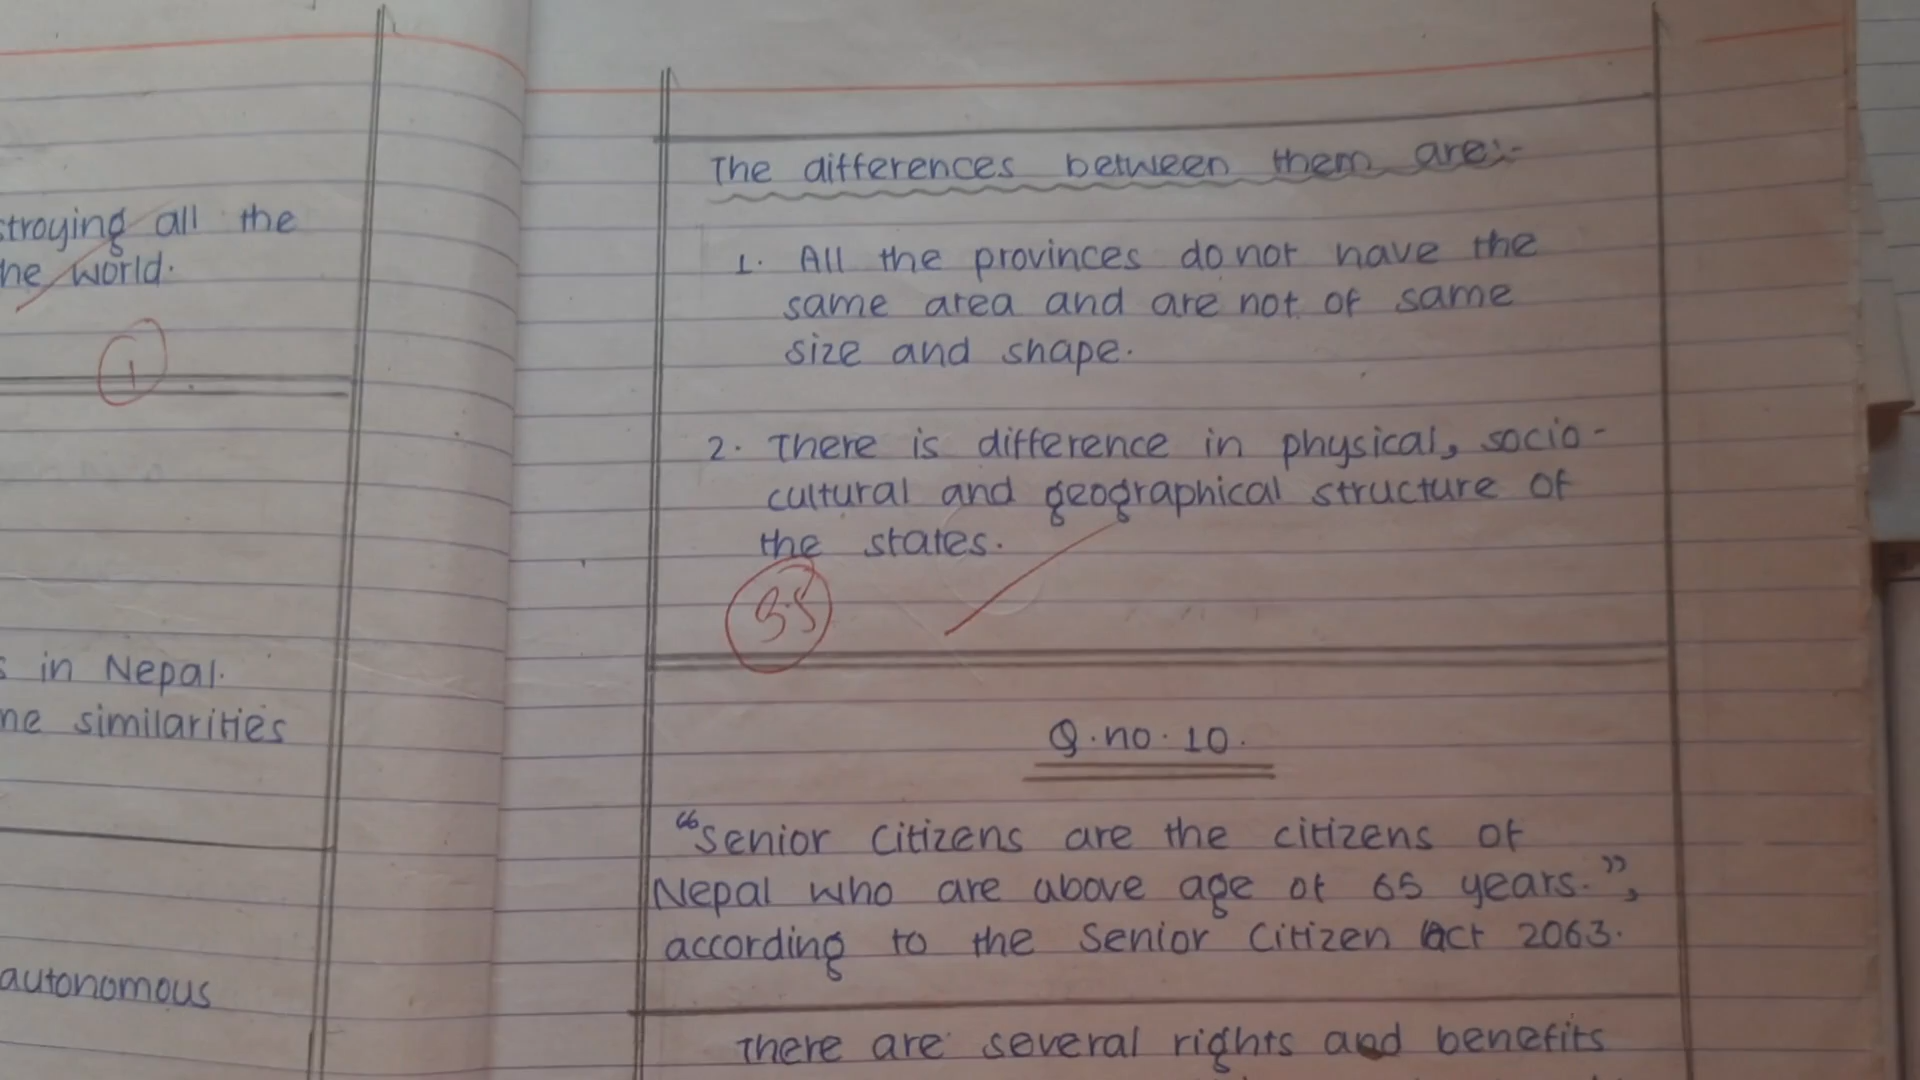 troying all the
he world.
1
s in Nepal.
ne similarities
autonomous
The differences between them are:-
1. All the provinces do not have the
same area and are not of same
size and shape.
2. There is difference in physical, socio-
cultural and geographical structure of
the states.
3.5
Q.no.10.
"Senior Citizens are the citizens of
Nepal who are above age of 65 years.",
according to the Senior Citizen Act 2063.
There are several rights and benefits